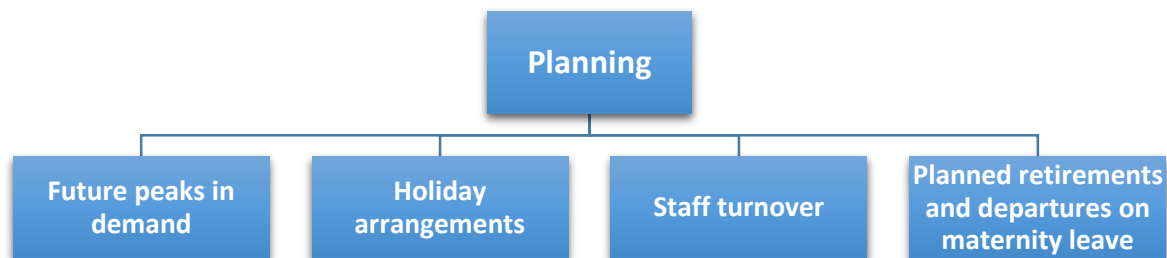 Planning
Future peaks in
demand
Holiday
arrangements
Staff turnover
Planned retirements
and departures on
maternity leave